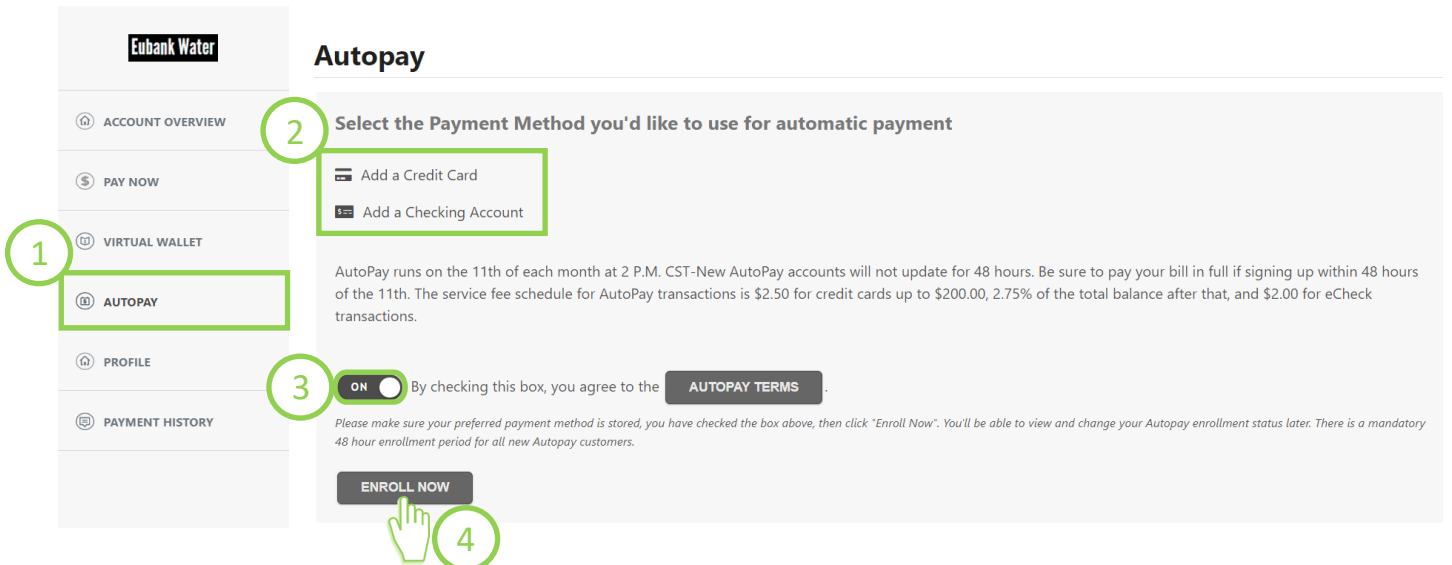 Eubank Water
Autopay
ACCOUNT OVERVIEW
PAY NOW
1
VIRTUAL WALLET
AUTOPAY
PROFILE
PAYMENT HISTORY
2
Select the Payment Method you'd like to use for automatic payment
Add a Credit Card
Add a Checking Account
AutoPay runs on the 11th of each month at 2 P.M. CST-New AutoPay accounts will not update for 48 hours. Be sure to pay your bill in full if signing up within 48 hours
of the 11th. The service fee schedule for AutoPay transactions is $2.50 for credit cards up to $200.00, 2.75% of the total balance after that, and $2.00 for eCheck
transactions.
3
ON By checking this box, you agree to the AUTOPAY TERMS .
Please make sure your preferred payment method is stored, you have checked the box above, then click "Enroll Now". You'll be able to view and change your Autopay enrollment status later. There is a mandatory
48 hour enrollment period for all new Autopay customers.
ENROLL NOW
4